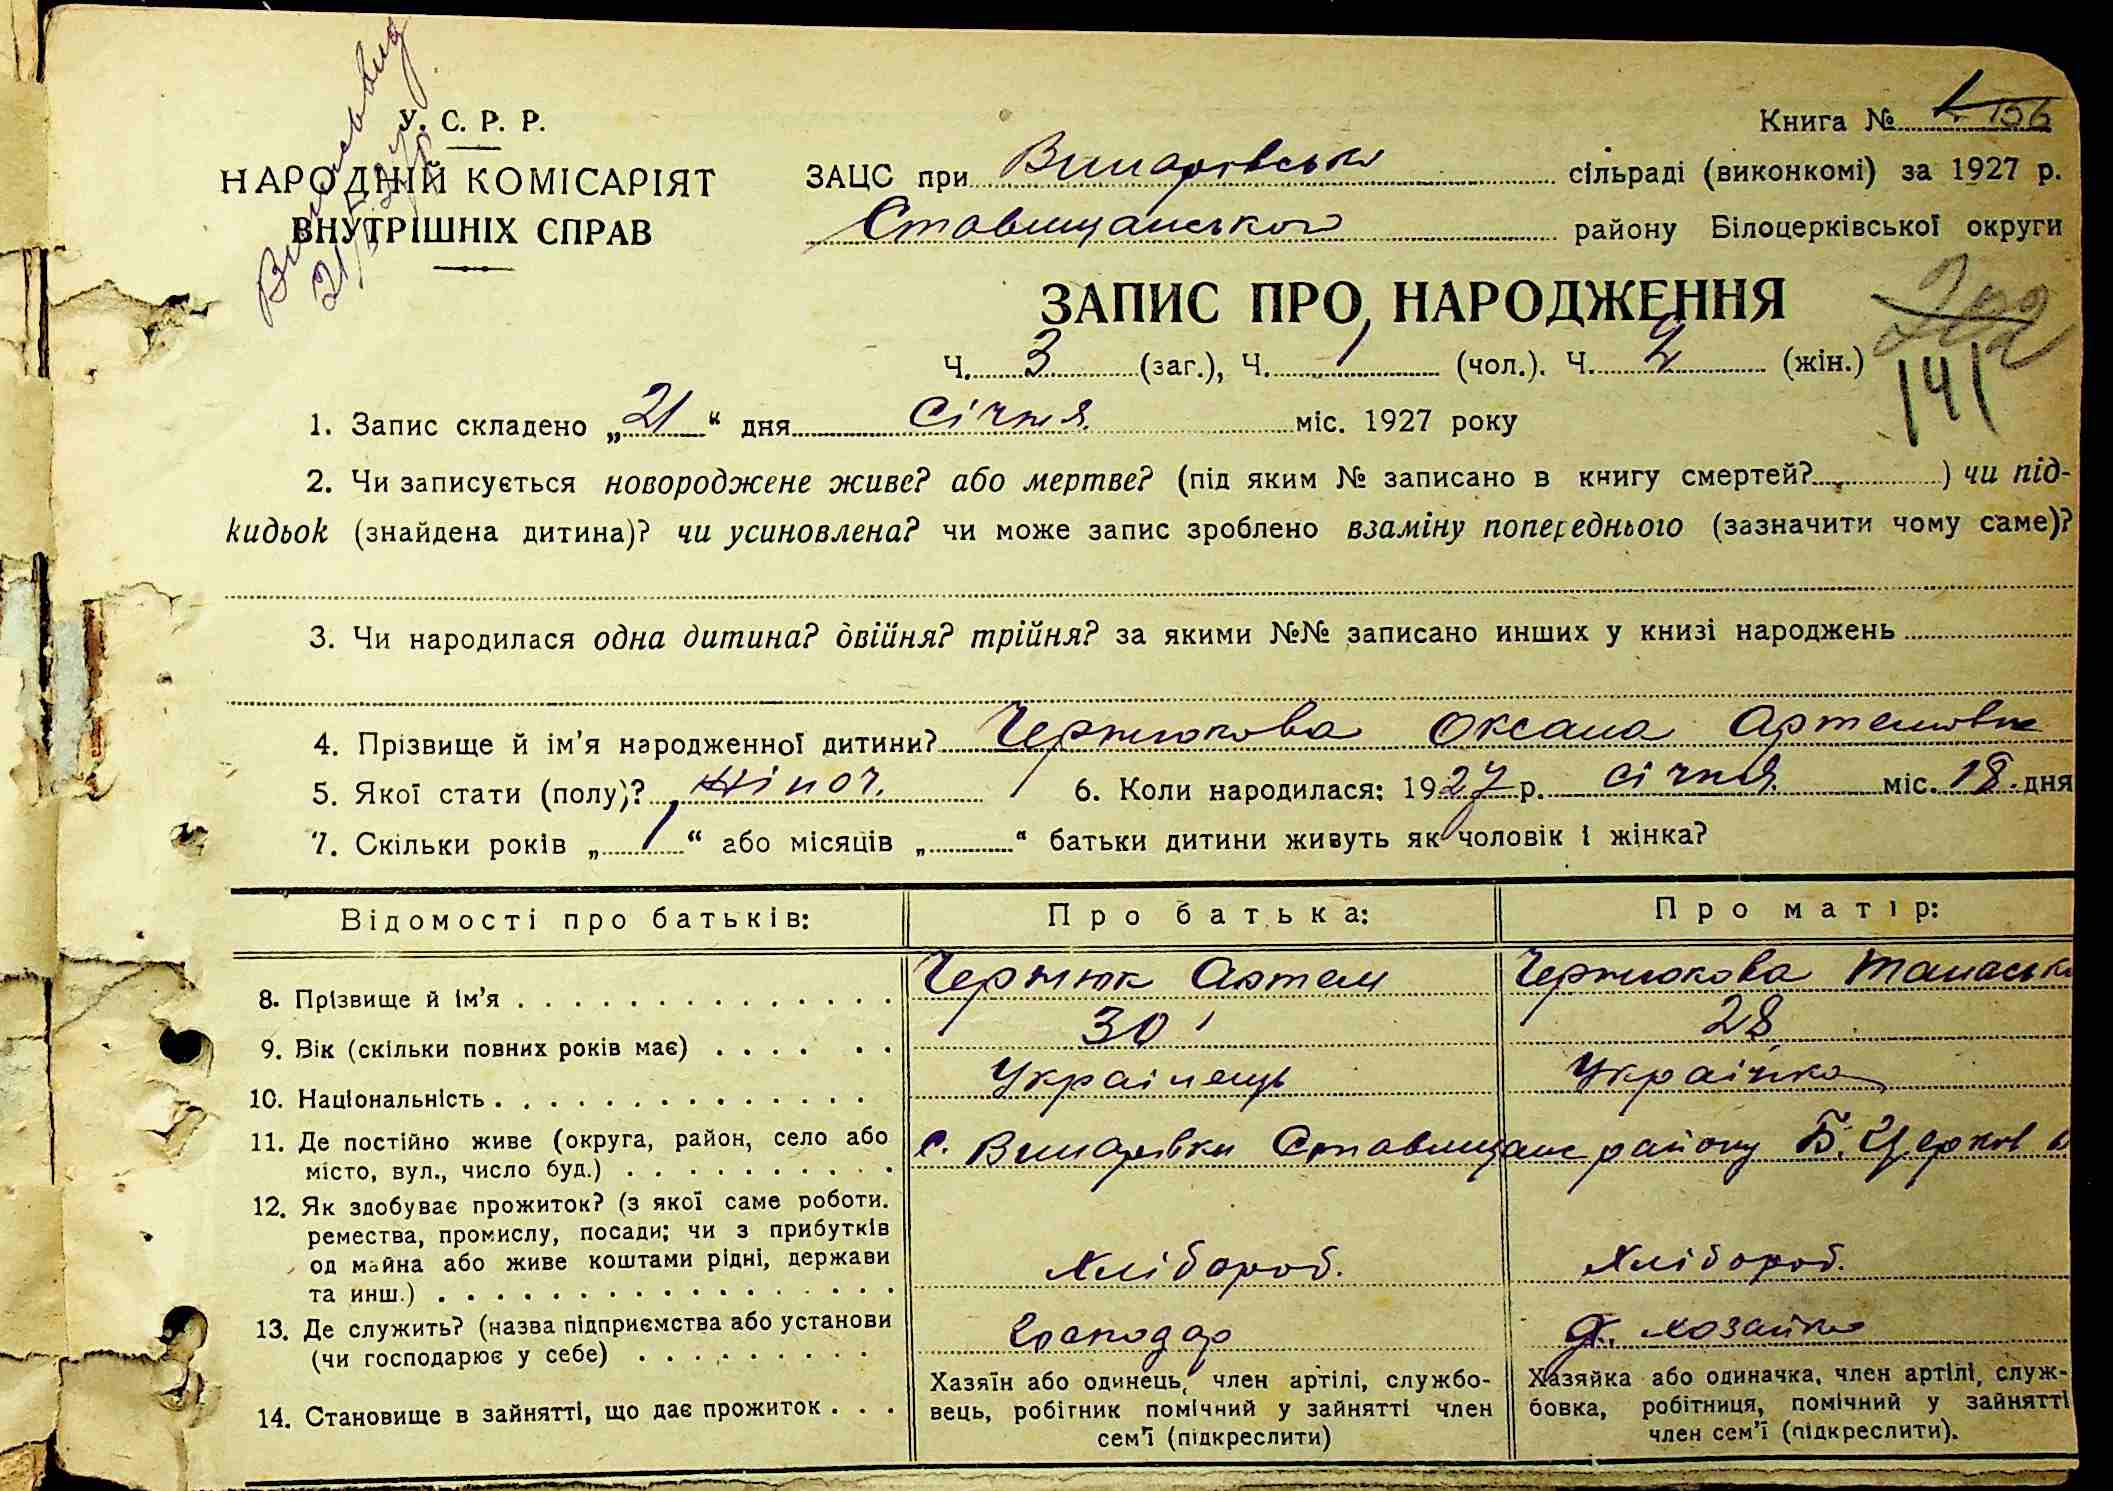 У. С. Р. Р.
НАРОДНІЙ КОМІСАРІЯТ
ВНУТРІШНІХ СПРАВ
Книга № 156
ЗАЦС при Винарівській сільраді (виконкомі) за 1927 р.
Ставищанського району Білоцерківської округи
ЗАПИС ПРО НАРОДЖЕННЯ
141
Ч. 3 (заг.), Ч. 1 (чол.). Ч. 2 (жін.)
1. Запис складено „21“ дня Січня міс. 1927 року
2. Чи записується новороджене живе? або мертве? (під яким № записано в книгу смертей? ) чи під-
кидьок (знайдена дитина)? чи усиновлена? чи може запис зроблено взаміну попереднього (зазначити чому саме)?
3. Чи народилася одна дитина? двійня? трійня? за якими №№ записано инших у книзі народжень
4. Прізвище й ім’я народженної дитини? Чернюкова Оксана Артемовна
5. Якої стати (полу)? Жіноч. 6. Коли народилася: 1927 р. Січня міс. 18 дня
7. Скільки років „1“ або місяців „ “ батьки дитини живуть як чоловік і жінка?
Відомості про батьків: Про батька: Про матір:
8. Прізвище й ім’я Чернюк Артем Чернюкова Танаська
9. Вік (скільки повних років має) 30 28
10. Національність Українець Українка
11. Де постійно живе (округа, район, село або
місто, вул., число буд.) с. Винарівки Ставищанс району Б. Церков
12. Як здобуває прожиток? (з якої саме роботи.
ремества, промислу, посади; чи з прибутків
од майна або живе коштами рідні, держави
та инш.) Хлібороб. Хлібороб.
13. Де служить? (назва підприємства або установи
(чи господарює у себе) Господар хозайка
14. Становище в зайнятті, що дає прожиток
Хазяїн або одинець, член артілі, службо-
вець, робітник помічний у зайнятті член
сем’ї (підкреслити)
Хазяйка або одиначка, член артілі, служ-
бовка, робітниця, помічний у зайнятті
член сем’ї (підкреслити).